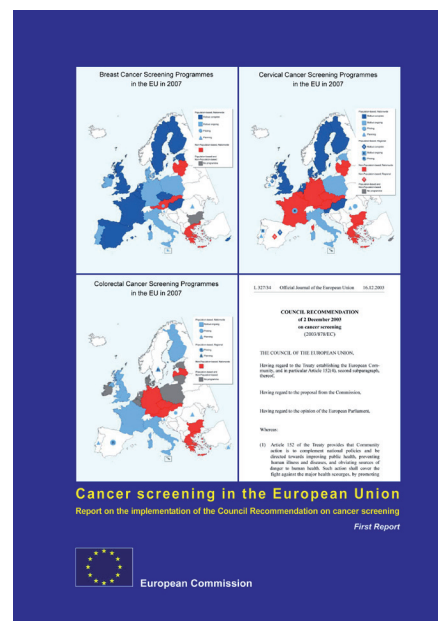 Breast Cancer Screening Programmes
in the EU in 2007
Cervical Cancer Screening Programmes
in the EU in 2007
Colorectal Cancer Screening Programmes
in the EU in 2007
L 327/34 Official Journal of the European Union 16.12.2003
COUNCIL RECOMMENDATION
of 2 December 2003
on cancer screening
(2003/878/EC)
THE COUNCIL OF THE EUROPEAN UNION,
Having regard to the Treaty establishing the European Com-
munity, and in particular Article 152(4), second subparagraph,
thereof,
Having regard to the proposal from the Commission,
Having regard to the opinion of the European Parliament,
Whereas:
(1) Article 152 of the Treaty provides that Community
action is to complement national policies and be
directed towards improving public health, preventing
human illness and diseases, and obviating sources of
danger to human health. Such action shall cover the
fight against the major health scourges, by promoting
Cancer screening in the European Union
Report on the implementation of the Council Recommendation on cancer screening
First Report
European Commission